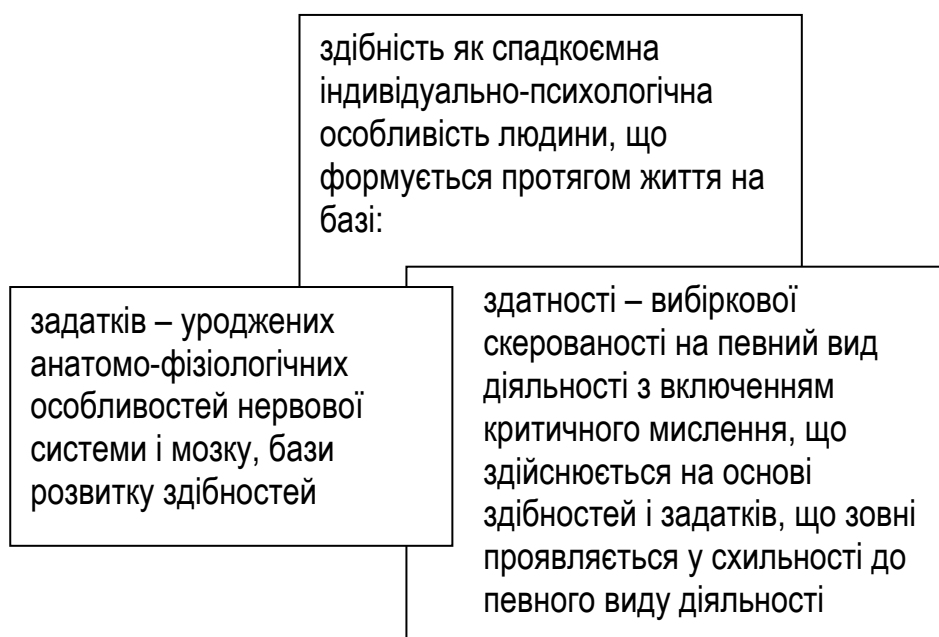 здібність як спадкоємна
індивідуально-психологічна
особливість людини, що
формується протягом життя на
базі:
задатків – уроджених
анатомо-фізіологічних
особливостей нервової
системи і мозку, бази
розвитку здібностей
здатності – вибіркової
скерованості на певний вид
діяльності з включенням
критичного мислення, що
здійснюється на основі
здібностей і задатків, що зовні
проявляється у схильності до
певного виду діяльності